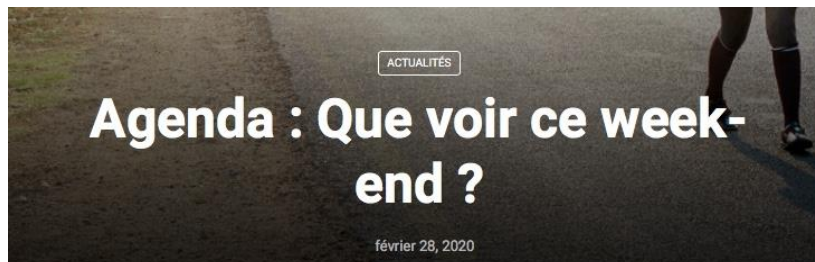 ACTUALITÉS
Agenda : Que voir ce week-
end ?
février 28, 2020